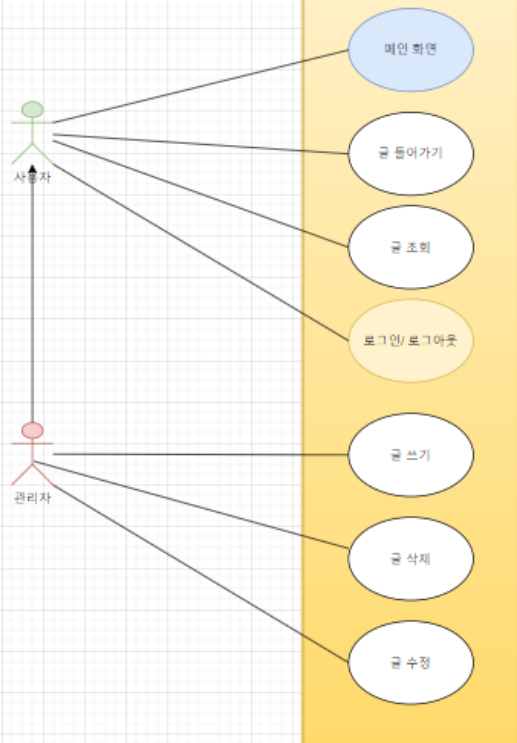 메인 화면
글 들어가기
사용자
글 조회
로그인/ 로그아웃
글 쓰기
관리자
글 삭제
글 수정